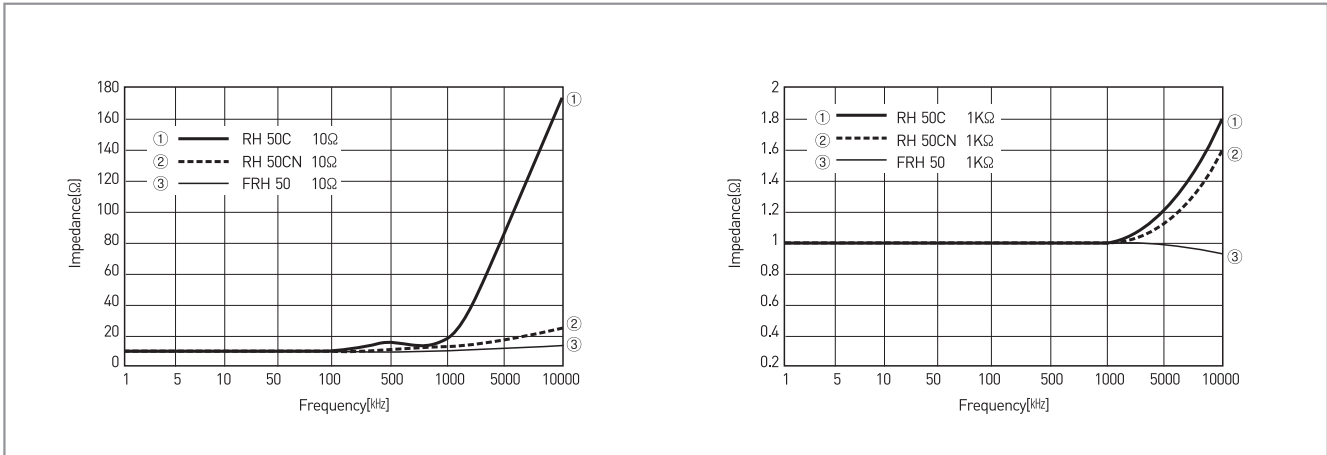 180
160
140
120
100
80
60
40
20
0
Impedance[Ω]
① RH 50C 10Ω
② RH 50CN 10Ω
③ FRH 50 10Ω
①
②
③
1 5 10 50 100 500 1000 5000 10000
Frequency[kHz]
2
1.8
1.6
1.4
1.2
1
0.8
0.6
0.4
0.2
Impedance[Ω]
① RH 50C 1KΩ
② RH 50CN 1KΩ
③ FRH 50 1KΩ
①
②
③
1 5 10 50 100 500 1000 5000 10000
Frequency[kHz]